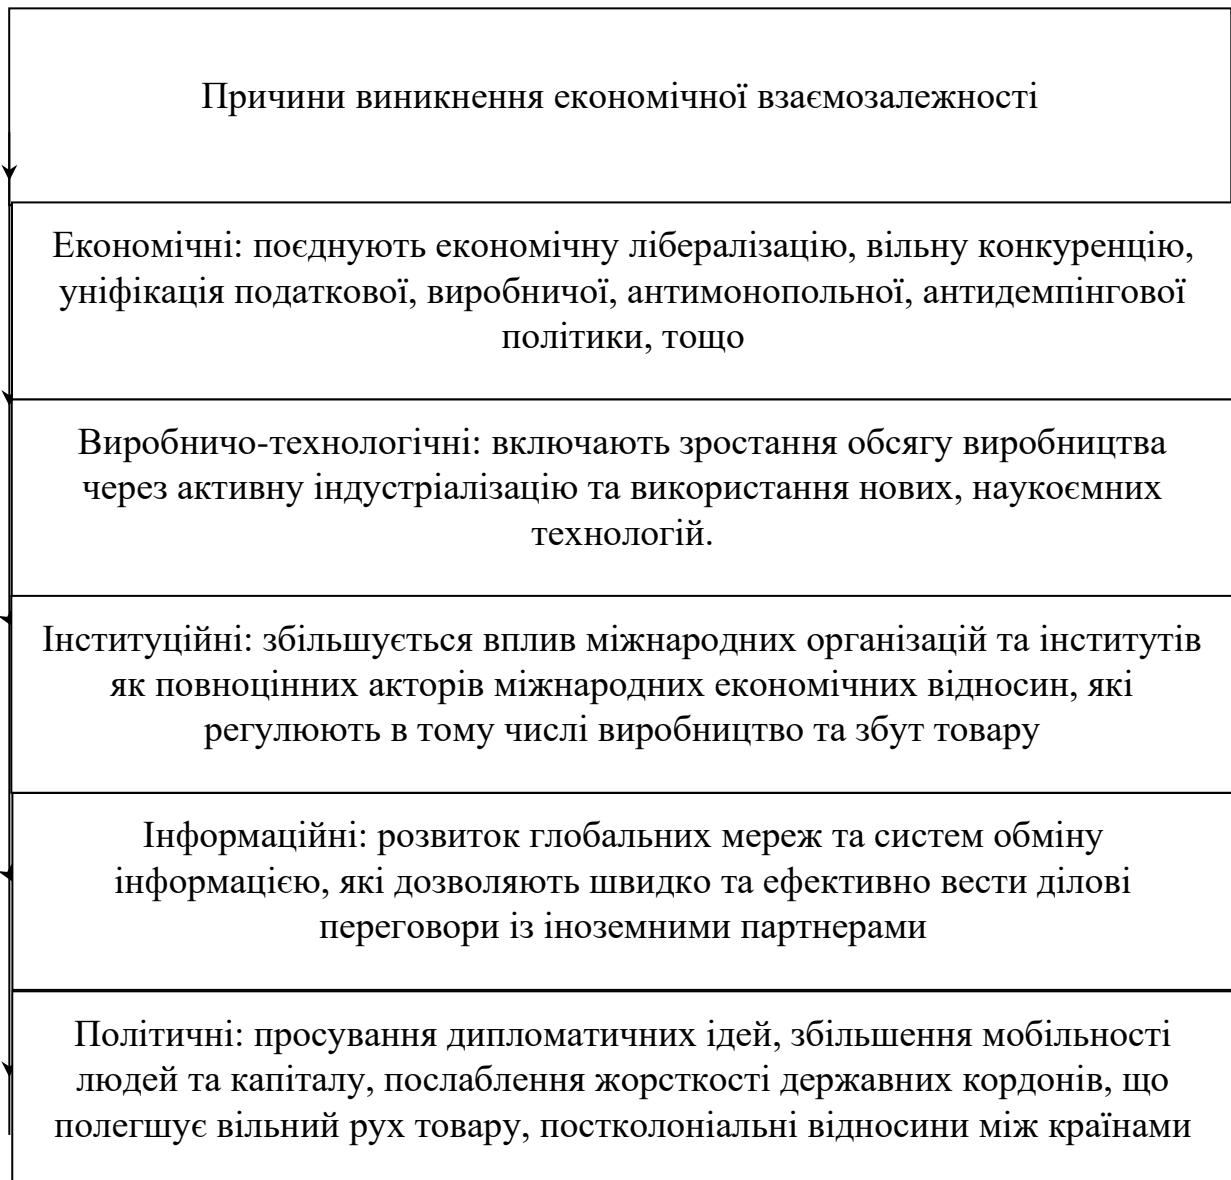 Причини виникнення економічної взаємозалежності
Економічні: поєднують економічну лібералізацію, вільну конкуренцію,
уніфікація податкової, виробничої, антимонопольної, антидемпінгової
політики, тощо
Виробничо-технологічні: включають зростання обсягу виробництва
через активну індустріалізацію та використання нових, наукоємних
технологій.
Інституційні: збільшується вплив міжнародних організацій та інститутів
як повноцінних акторів міжнародних економічних відносин, які
регулюють в тому числі виробництво та збут товару
Інформаційні: розвиток глобальних мереж та систем обміну
інформацією, які дозволяють швидко та ефективно вести ділові
переговори із іноземними партнерами
Політичні: просування дипломатичних ідей, збільшення мобільності
людей та капіталу, послаблення жорсткості державних кордонів, що
полегшує вільний рух товару, постколоніальні відносини між країнами